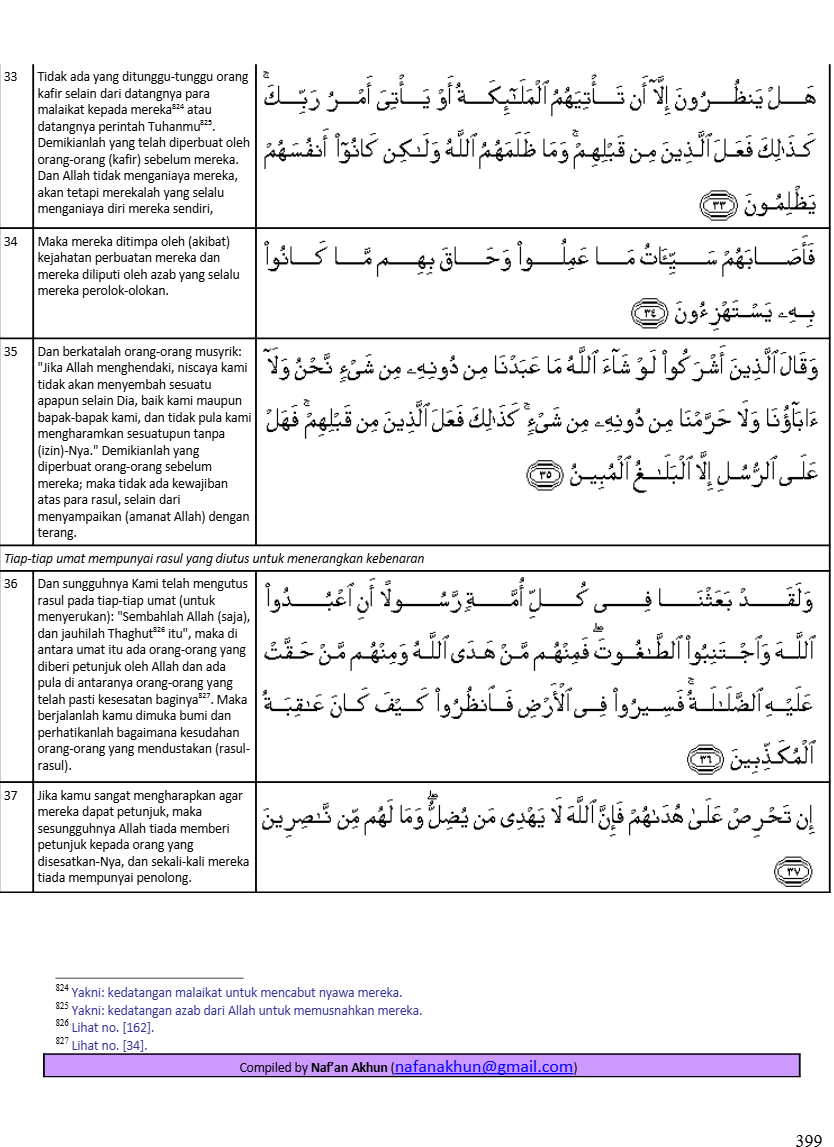 33
Tidak ada yang ditunggu-tunggu orang
kafir selain dari datangnya para
malaikat kepada mereka824 atau
datangnya perintah Tuhanmu825.
Demikianlah yang telah diperbuat oleh
orang-orang (kafir) sebelum mereka.
Dan Allah tidak menganiaya mereka,
akan tetapi merekalah yang selalu
menganiaya diri mereka sendiri,
هَلْ يَنظُرُونَ إِلَّآ أَن تَأْتِيَهُمُ ٱلْمَلَـٰٓئِكَةُ أَوْ يَأْتِىَ أَمْرُ رَبِّكَ ۚ
كَذَٰلِكَ فَعَلَ ٱلَّذِينَ مِن قَبْلِهِمْ ۚ وَمَا ظَلَمَهُمُ ٱللَّهُ وَلَـٰكِن كَانُوٓا۟ أَنفُسَهُمْ
يَظْلِمُونَ ٣٣
34
Maka mereka ditimpa oleh (akibat)
kejahatan perbuatan mereka dan
mereka diliputi oleh azab yang selalu
mereka perolok-olokan.
فَأَصَابَهُمْ سَيِّـَٔاتُ مَا عَمِلُوا۟ وَحَاقَ بِهِم مَّا كَانُوا۟
بِهِۦ يَسْتَهْزِءُونَ ٣٤
35
Dan berkatalah orang-orang musyrik:
"Jika Allah menghendaki, niscaya kami
tidak akan menyembah sesuatu
apapun selain Dia, baik kami maupun
bapak-bapak kami, dan tidak pula kami
mengharamkan sesuatupun tanpa
(izin)-Nya." Demikianlah yang
diperbuat orang-orang sebelum
mereka; maka tidak ada kewajiban
atas para rasul, selain dari
menyampaikan (amanat Allah) dengan
terang.
وَقَالَ ٱلَّذِينَ أَشْرَكُوا۟ لَوْ شَآءَ ٱللَّهُ مَا عَبَدْنَا مِن دُونِهِۦ مِن شَىْءٍ نَّحْنُ وَلَآ
ءَابَآؤُنَا وَلَا حَرَّمْنَا مِن دُونِهِۦ مِن شَىْءٍ ۚ كَذَٰلِكَ فَعَلَ ٱلَّذِينَ مِن قَبْلِهِمْ ۚ فَهَلْ
عَلَى ٱلرُّسُلِ إِلَّا ٱلْبَلَـٰغُ ٱلْمُبِينُ ٣٥
Tiap-tiap umat mempunyai rasul yang diutus untuk menerangkan kebenaran
36
Dan sungguhnya Kami telah mengutus
rasul pada tiap-tiap umat (untuk
menyerukan): "Sembahlah Allah (saja),
dan jauhilah Thaghut826 itu", maka di
antara umat itu ada orang-orang yang
diberi petunjuk oleh Allah dan ada
pula di antaranya orang-orang yang
telah pasti kesesatan baginya827. Maka
berjalanlah kamu dimuka bumi dan
perhatikanlah bagaimana kesudahan
orang-orang yang mendustakan (rasul-
rasul).
وَلَقَدْ بَعَثْنَا فِى كُلِّ أُمَّةٍ رَّسُولًا أَنِ ٱعْبُدُوا۟
ٱللَّهَ وَٱجْتَنِبُوا۟ ٱلطَّـٰغُوتَ ۖ فَمِنْهُم مَّنْ هَدَى ٱللَّهُ وَمِنْهُم مَّنْ حَقَّتْ
عَلَيْهِ ٱلضَّلَـٰلَةُ ۚ فَسِيرُوا۟ فِى ٱلْأَرْضِ فَٱنظُرُوا۟ كَيْفَ كَانَ عَـٰقِبَةُ
ٱلْمُكَذِّبِينَ ٣٦
37
Jika kamu sangat mengharapkan agar
mereka dapat petunjuk, maka
sesungguhnya Allah tiada memberi
petunjuk kepada orang yang
disesatkan-Nya, dan sekali-kali mereka
tiada mempunyai penolong.
إِن تَحْرِصْ عَلَىٰ هُدَىٰهُمْ فَإِنَّ ٱللَّهَ لَا يَهْدِى مَن يُضِلُّ ۖ وَمَا لَهُم مِّن نَّـٰصِرِينَ
٣٧
824 Yakni: kedatangan malaikat untuk mencabut nyawa mereka.
825 Yakni: kedatangan azab dari Allah untuk memusnahkan mereka.
826 Lihat no. [162].
827 Lihat no. [34].
Compiled by Naf’an Akhun (nafanakhun@gmail.com)
399